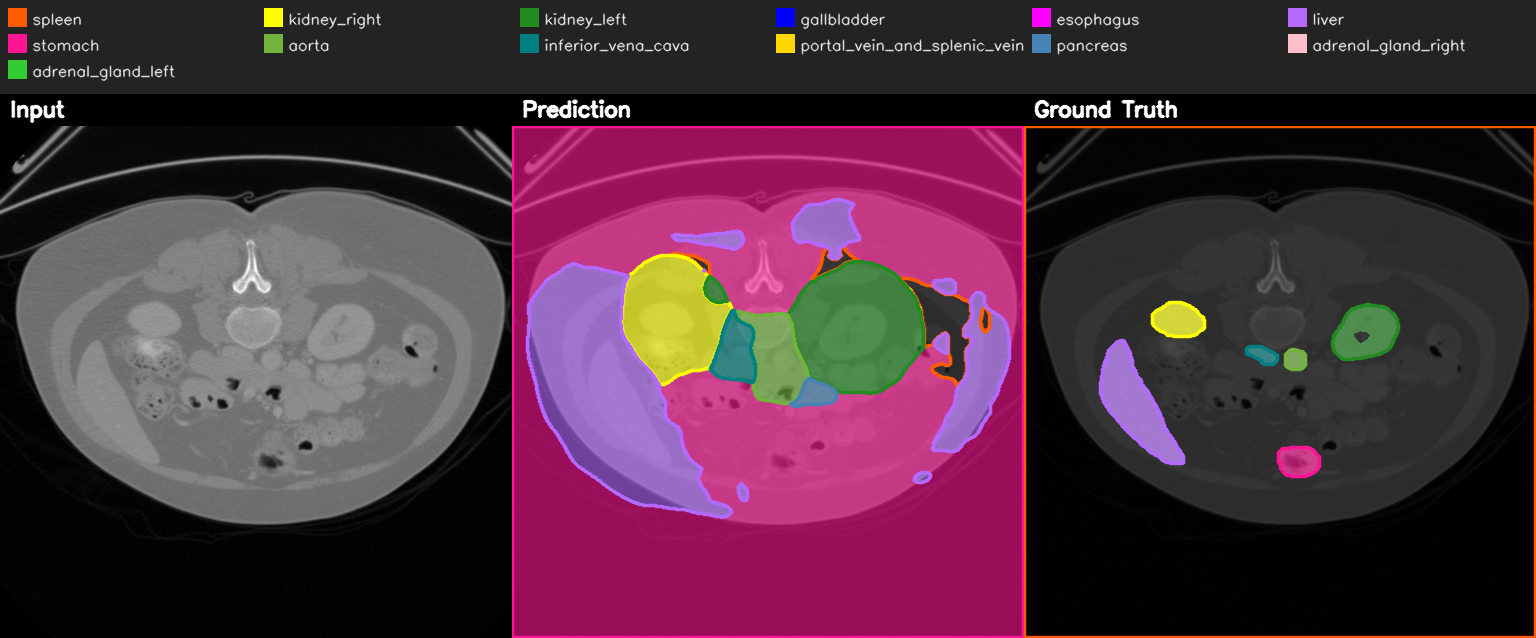 spleen kidney_right kidney_left gallbladder esophagus liver
stomach aorta inferior_vena_cava portal_vein_and_splenic_vein pancreas adrenal_gland_right
adrenal_gland_left
Input Prediction Ground Truth